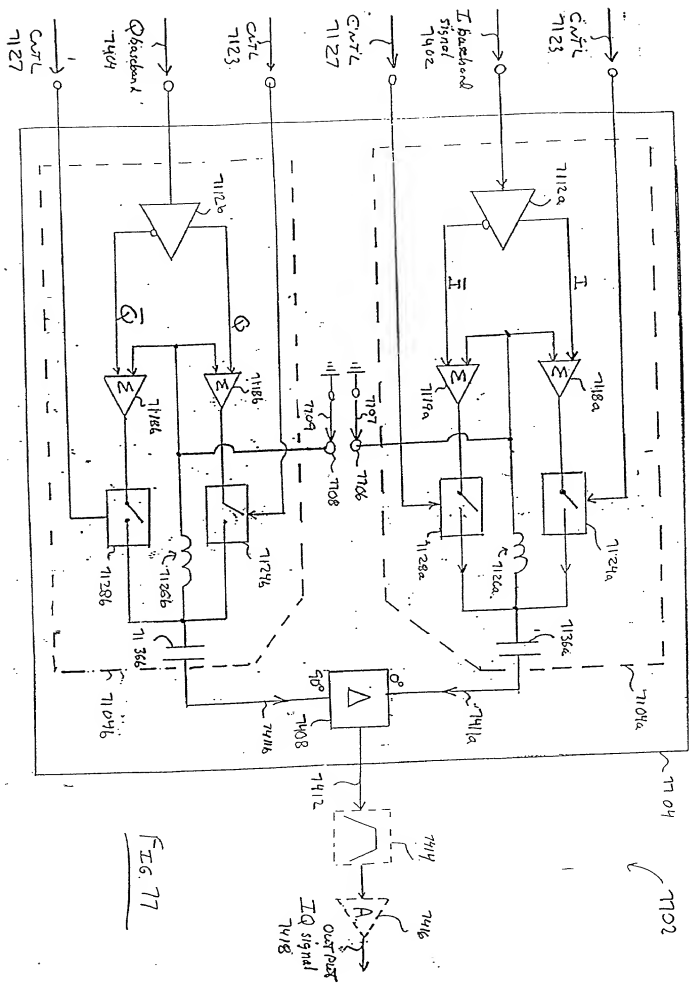 CNTL
7123
I baseband
signal
7402
CNTL
7127
CNTL
7123
Q baseband
7404
CNTL
7127
7112a
I
I̅
Σ
7118a
Σ
7119a
7124a
7126a
7128a
7136a
7104a
7707
7706
7709
7708
7112b
Q
Q̅
Σ
7118b
Σ
7118b
7124b
7126b
7128b
7136b
7104b
7411a
0°
Δ
90°
7408
7411b
7704
7412
7414
A
7416
OUTPUT
IQ signal
7418
7702
FIG. 77